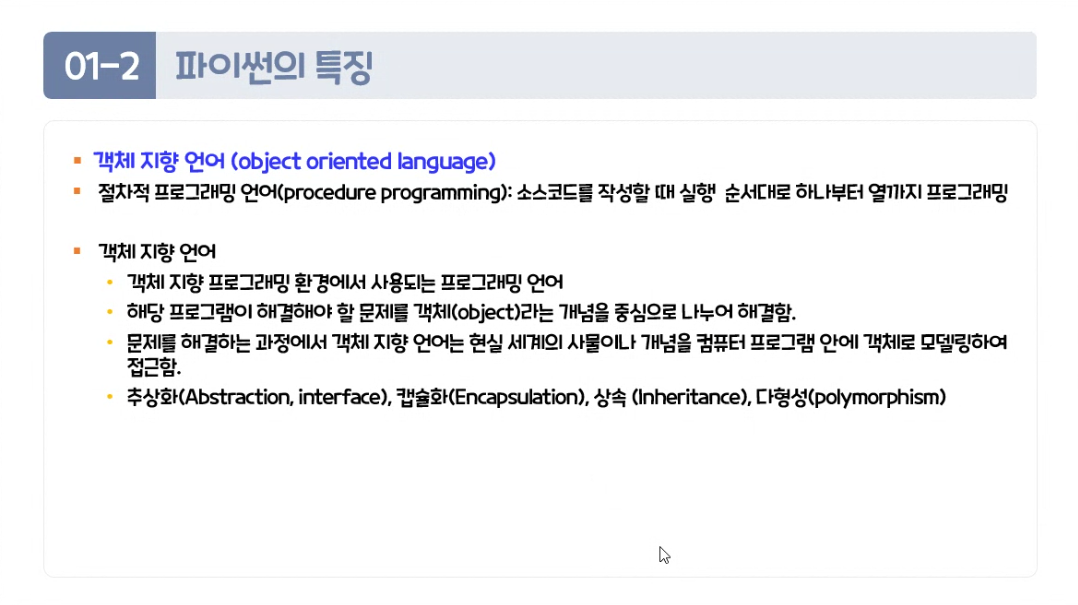 01-2 파이썬의 특징
객체 지향 언어 (object oriented language)
절차적 프로그래밍 언어(procedure programming): 소스코드를 작성할 때 실행 순서대로 하나부터 열까지 프로그래밍
객체 지향 언어
객체 지향 프로그래밍 환경에서 사용되는 프로그래밍 언어
해당 프로그램이 해결해야 할 문제를 객체(object)라는 개념을 중심으로 나누어 해결함.
문제를 해결하는 과정에서 객체 지향 언어는 현실 세계의 사물이나 개념을 컴퓨터 프로그램 안에 객체로 모델링하여
접근함.
추상화(Abstraction, interface), 캡슐화(Encapsulation), 상속 (Inheritance), 다형성(polymorphism)